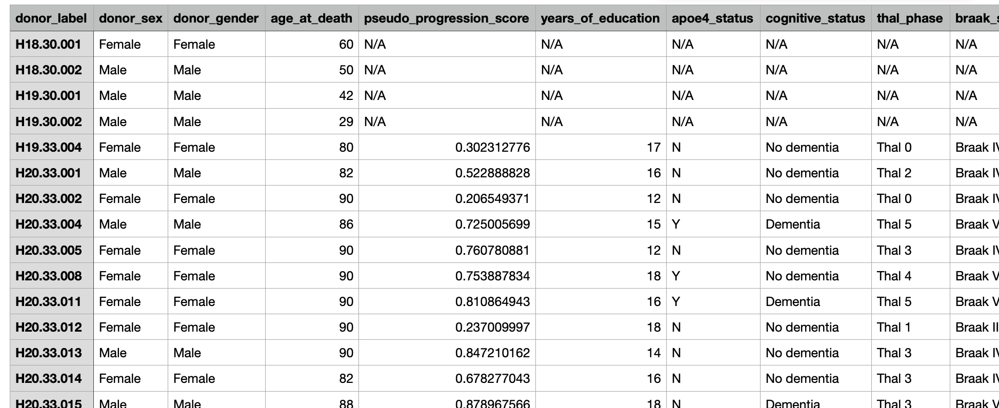 donor_label donor_sex donor_gender age_at_death pseudo_progression_score years_of_education apoe4_status cognitive_status thal_phase
H18.30.001 Female Female 60 N/A N/A N/A N/A N/A N/A
H18.30.002 Male Male 50 N/A N/A N/A N/A N/A N/A
H19.30.001 Male Male 42 N/A N/A N/A N/A N/A N/A
H19.30.002 Male Male 29 N/A N/A N/A N/A N/A N/A
H19.33.004 Female Female 80 0.302312776 17 N No dementia Thal 0 Braak
H20.33.001 Male Male 82 0.522888828 16 N No dementia Thal 2 Braak
H20.33.002 Female Female 90 0.206549371 12 N No dementia Thal 0 Braak
H20.33.004 Male Male 86 0.725005699 15 Y Dementia Thal 5 Braak
H20.33.005 Female Female 90 0.760780881 12 N No dementia Thal 3 Braak
H20.33.008 Female Female 90 0.753887834 18 Y No dementia Thal 4 Braak
H20.33.011 Female Female 90 0.810864943 16 Y Dementia Thal 5 Braak
H20.33.012 Female Female 90 0.237009997 18 N No dementia Thal 1 Braak
H20.33.013 Male Male 90 0.847210162 14 N No dementia Thal 3 Braak
H20.33.014 Female Female 82 0.678277043 16 N No dementia Thal 3 Braak
H20.33.015 Male Male 88 0.878967566 18 N Dementia Thal 3 Braak